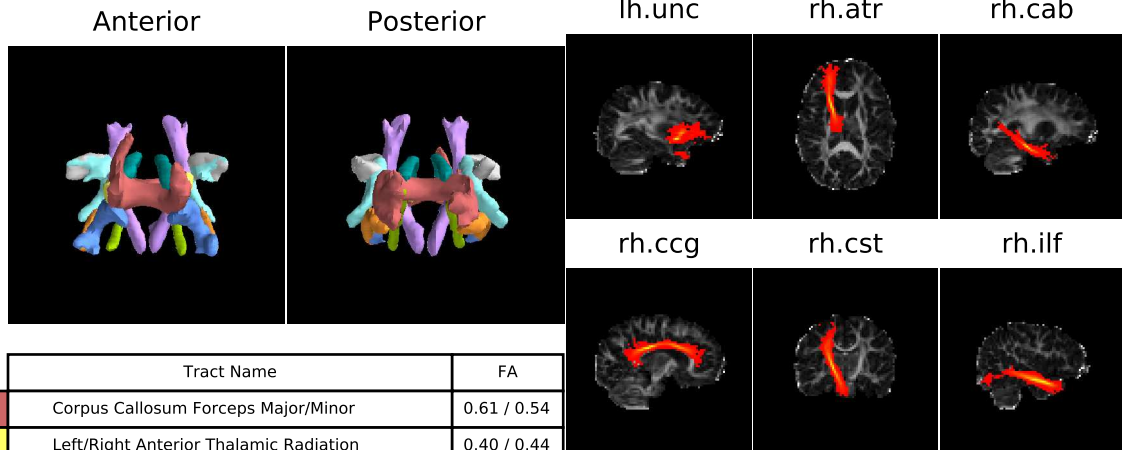 Anterior
Posterior
Tract Name FA
Corpus Callosum Forceps Major/Minor 0.61 / 0.54
Left/Right Anterior Thalamic Radiation 0.40 / 0.44
lh.unc rh.atr rh.cab
rh.ccg rh.cst rh.ilf